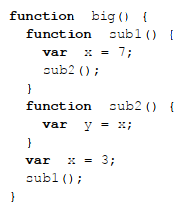 function big() {
function sub1() {
var x = 7;
sub2();
}
function sub2() {
var y = x;
}
var x = 3;
sub1();
}